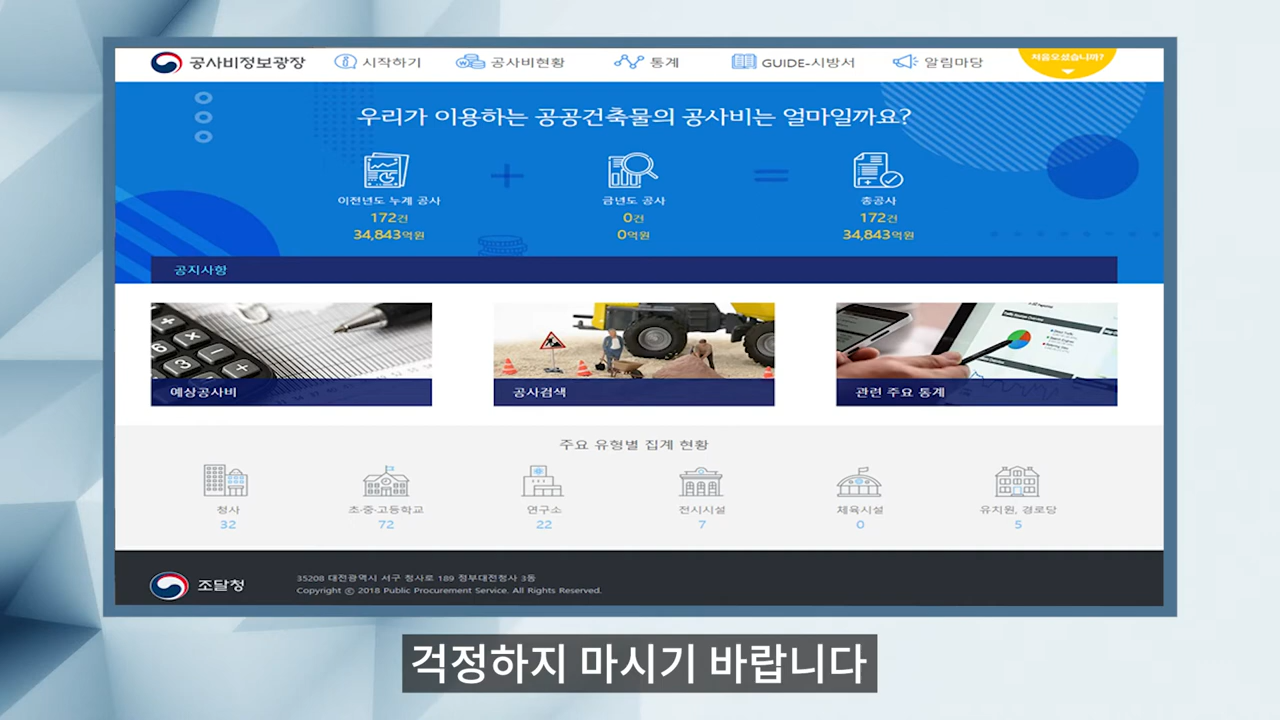 공사비정보광장
시작하기
공사비현황
통계
GUIDE-시방서
알림마당
처음오셨습니까?
우리가 이용하는 공공건축물의 공사비는 얼마일까요?
이전년도 누계 공사
172건
34,843억원
금년도 공사
0건
0억원
총공사
172건
34,843억원
공지사항
예상공사비
공사검색
관련 주요 통계
주요 유형별 집계 현황
청사
32
초·중·고등학교
72
연구소
22
전시시설
7
체육시설
0
유치원, 경로당
5
조달청
35208 대전광역시 서구 청사로 189 정부대전청사 3동
Copyright ⓒ 2018 Public Procurement Service. All Rights Reserved.
걱정하지 마시기 바랍니다